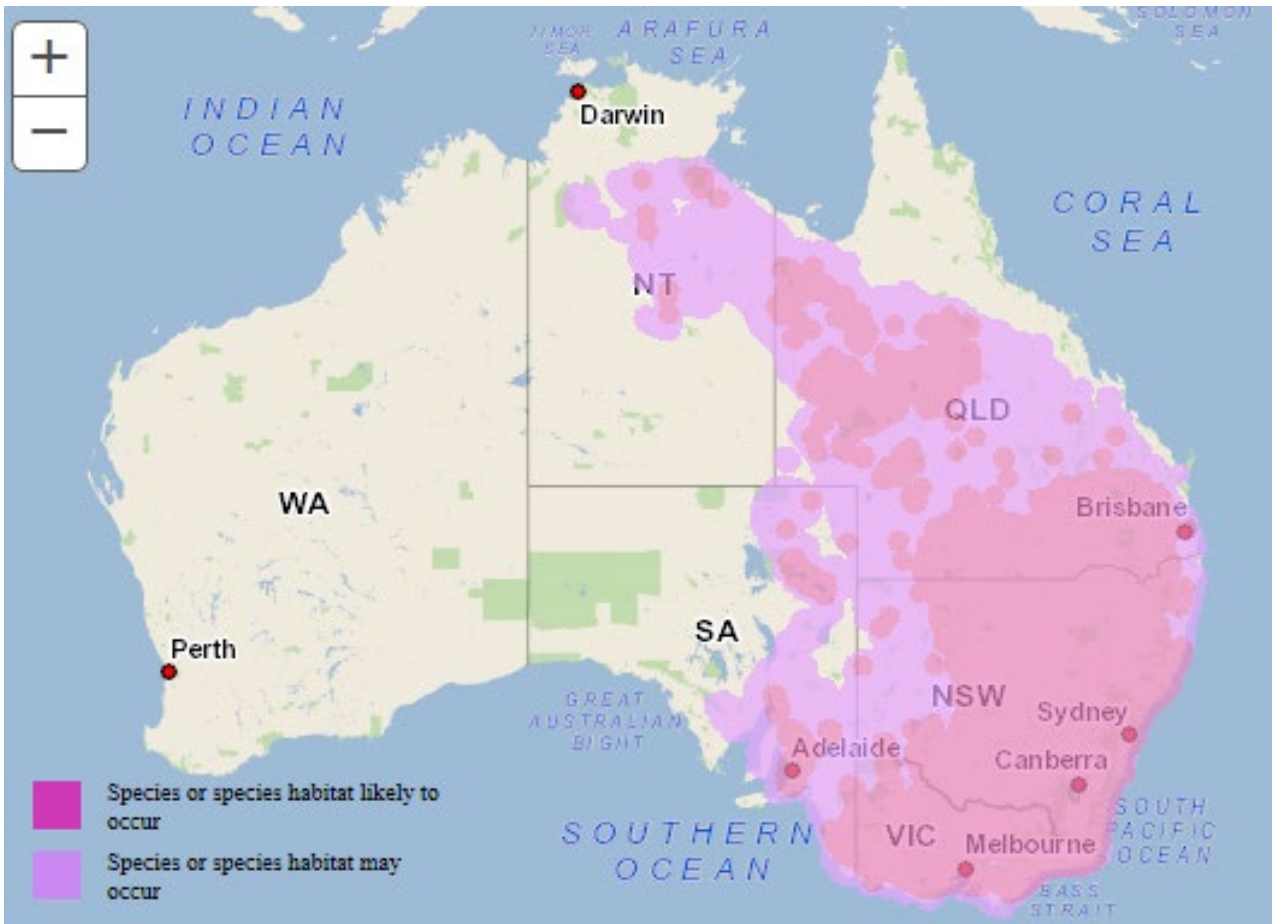 +
−
TIMOR
SEA
ARAFURA
SEA
SOLOMON
SEA
INDIAN
OCEAN
Darwin
CORAL
SEA
NT
QLD
WA
Brisbane
SA
Perth
GREAT
AUSTRALIAN
BIGHT
NSW
Sydney
Adelaide
Canberra
Species or species habitat likely to
occur
SOUTH
PACIFIC
OCEAN
SOUTHERN
OCEAN
VIC
Melbourne
Species or species habitat may
occur
BASS
STRAIT